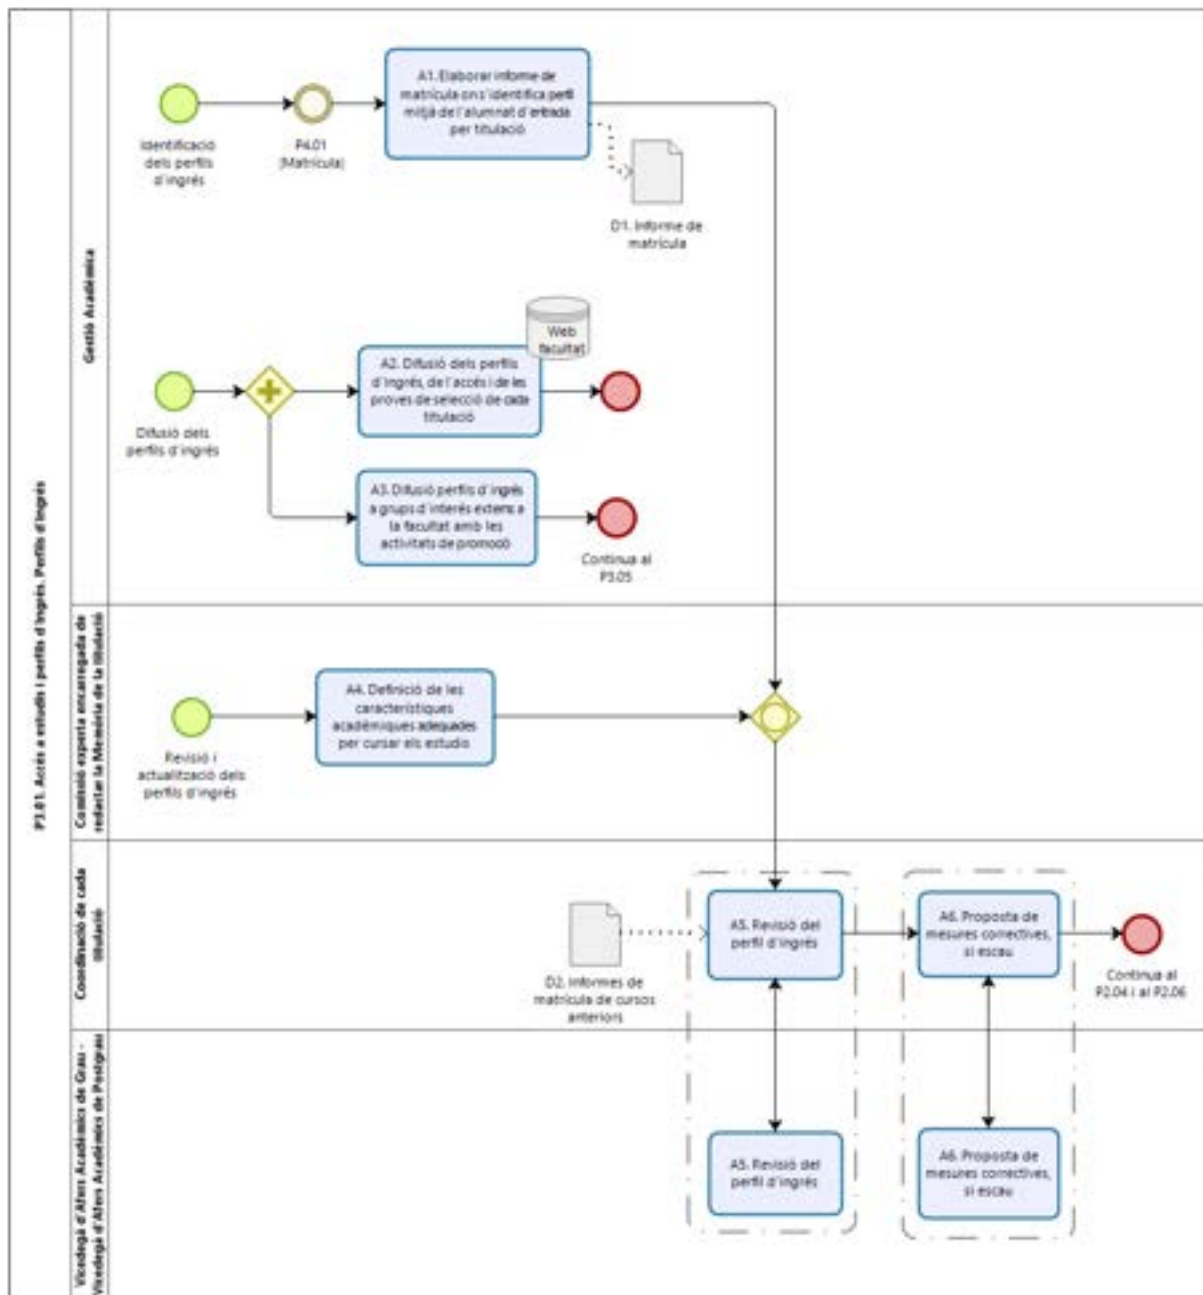 P3.01. Accés a estudis i perfils d'ingrés. Perfils d'ingrés
Gestió Acadèmica
Identificació
dels perfils
d'ingrés
P4.01
(Matrícula)
A1. Elaborar informe de
matrícula on s'identifica perfil
mitjà de l'alumnat d'entrada
per titulació
D1. Informe de
matrícula
Difusió dels
perfils d'ingrés
Web
facultat
A2. Difusió dels perfils
d'ingrés, de l'accés i de les
proves de selecció de cada
titulació
A3. Difusió perfils d'ingrés
a grups d'interés externs a
la facultat amb les
activitats de promoció
Continua al
P3.05
Comissió experta encarregada de
redactar la Memòria de la titulació
Revisió i
actualització dels
perfils d'ingrés
A4. Definició de les
característiques
acadèmiques adequades
per cursar els estudis
Coordinació de cada
titulació
D2. Informes de
matrícula de cursos
anteriors
A5. Revisió del
perfil d'ingrés
A6. Proposta de
mesures correctives,
si escau
Continua al
P2.04 i al P2.06
Vicedegà d'Afers Acadèmics de Grau -
Vicedegà d'Afers Acadèmics de Postgrau
A5. Revisió del
perfil d'ingrés
A6. Proposta de
mesures correctives,
si escau